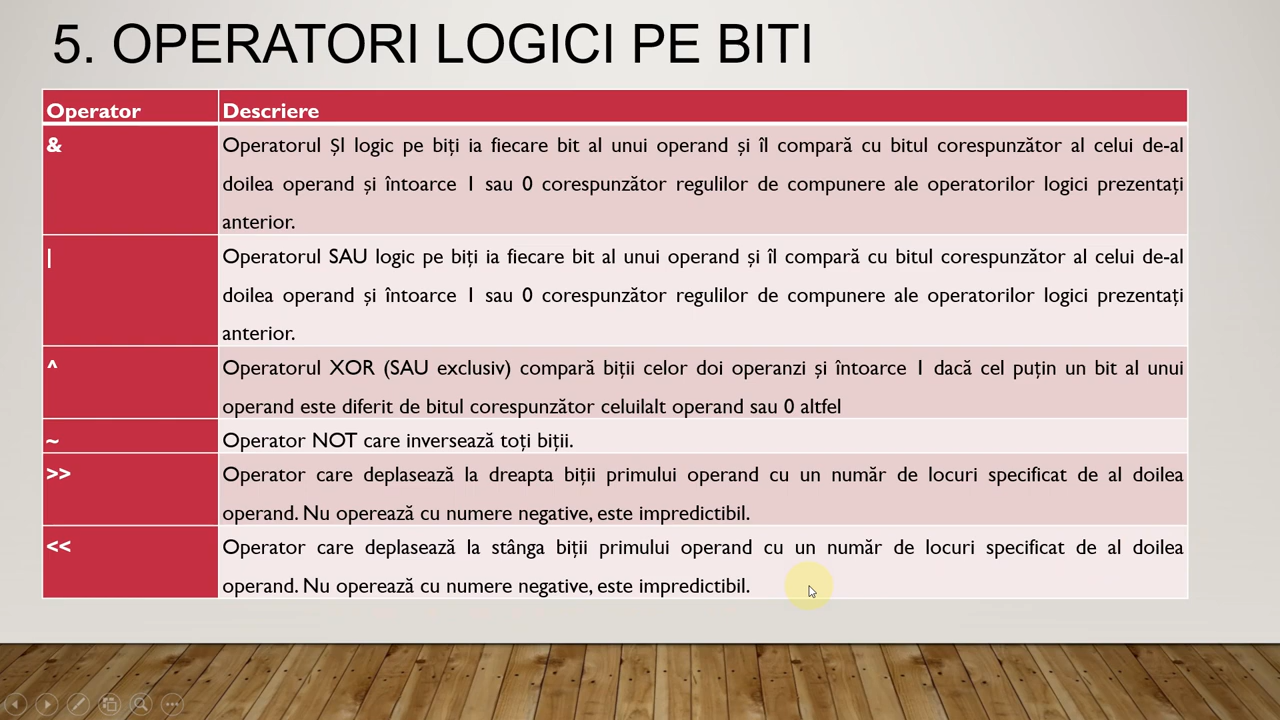 5. OPERATORI LOGICI PE BITI
Operator Descriere
& Operatorul ȘI logic pe biți ia fiecare bit al unui operand și îl compară cu bitul corespunzător al celui de-al
doilea operand și întoarce 1 sau 0 corespunzător regulilor de compunere ale operatorilor logici prezentați
anterior.
| Operatorul SAU logic pe biți ia fiecare bit al unui operand și îl compară cu bitul corespunzător al celui de-al
doilea operand și întoarce 1 sau 0 corespunzător regulilor de compunere ale operatorilor logici prezentați
anterior.
^ Operatorul XOR (SAU exclusiv) compară biții celor doi operanzi și întoarce 1 dacă cel puțin un bit al unui
operand este diferit de bitul corespunzător celuilalt operand sau 0 altfel
~ Operator NOT care inversează toți biții.
>> Operator care deplasează la dreapta biții primului operand cu un număr de locuri specificat de al doilea
operand. Nu operează cu numere negative, este impredictibil.
<< Operator care deplasează la stânga biții primului operand cu un număr de locuri specificat de al doilea
operand. Nu operează cu numere negative, este impredictibil.